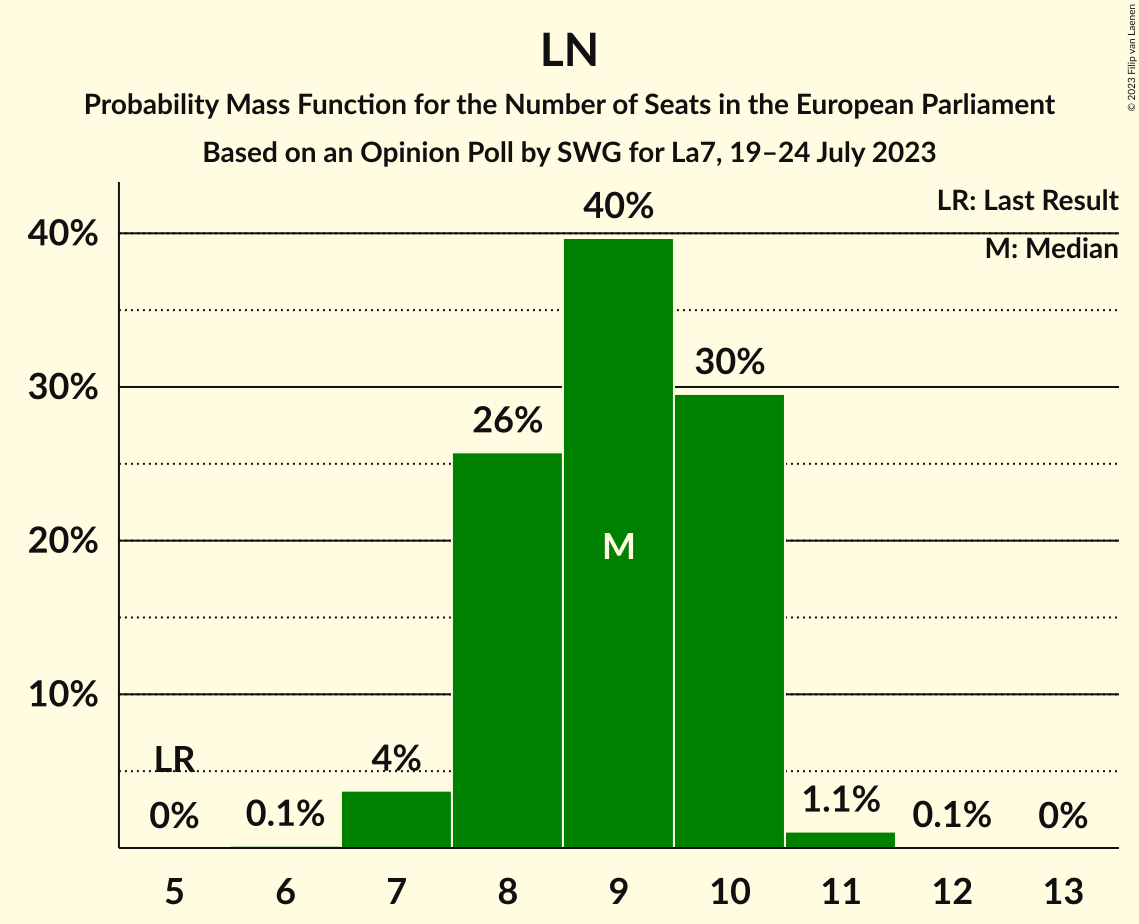 LN
Probability Mass Function for the Number of Seats in the European Parliament
Based on an Opinion Poll by SWG for La7, 19–24 July 2023
© 2023 Filip van Laenen
LR: Last Result
M: Median
40%
30%
20%
10%
LR
0%
0.1%
4%
26%
40%
M
30%
1.1%
0.1%
0%
5 6 7 8 9 10 11 12 13